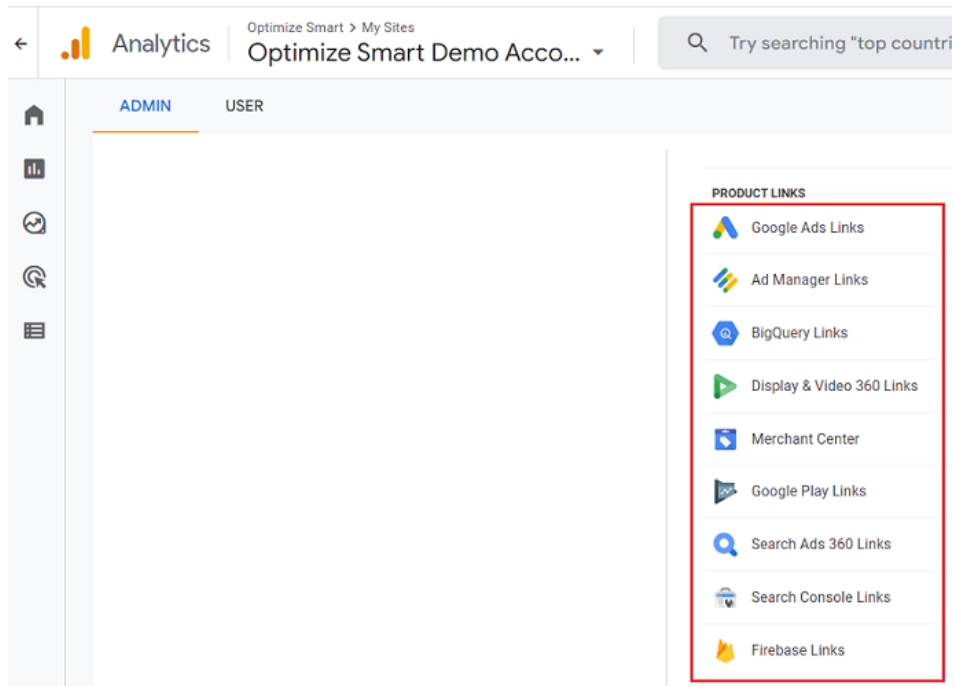 Optimize Smart > My Sites
Analytics
Optimize Smart Demo Acco...
Try searching "top countri
ADMIN
USER
PRODUCT LINKS
Google Ads Links
Ad Manager Links
BigQuery Links
Display & Video 360 Links
Merchant Center
Google Play Links
Search Ads 360 Links
Search Console Links
Firebase Links